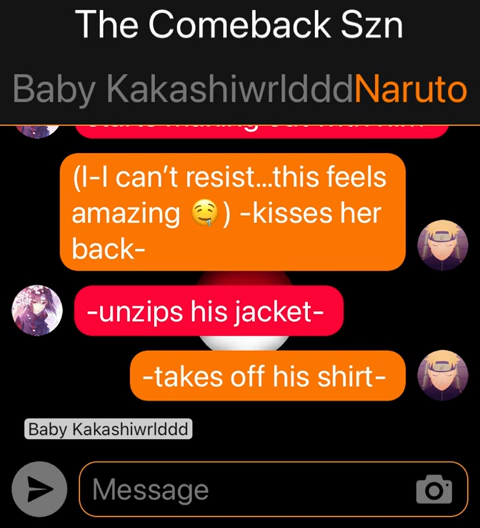 The Comeback Szn
Baby KakashiwrldddNaruto
(I-I can't resist...this feels
amazing 🤤) -kisses her
back-
-unzips his jacket-
-takes off his shirt-
Baby Kakashiwrlddd
Message